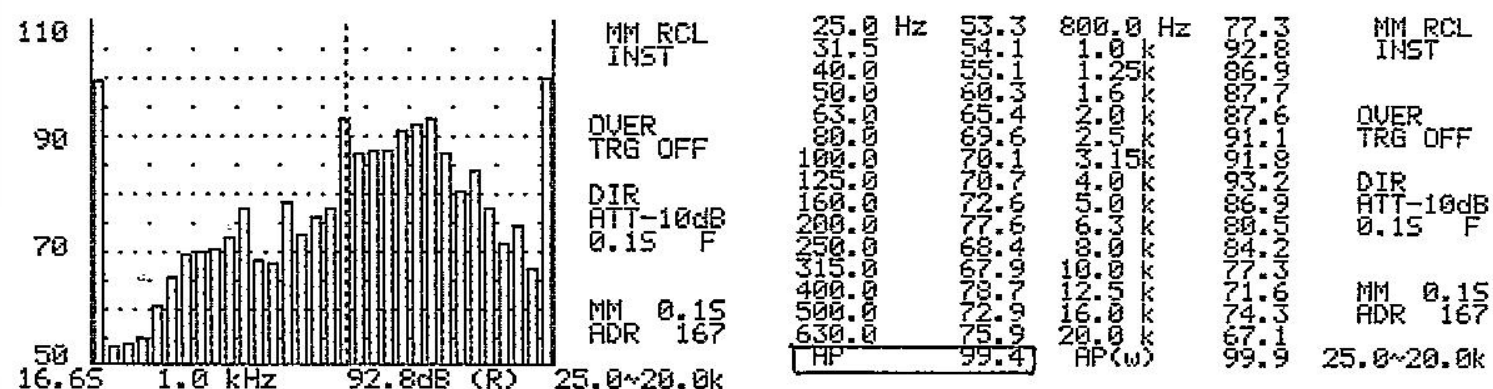 110
90
70
50
16.6S 1.0 kHz 92.8dB (R) 25.0~20.0k
MM RCL
INST
OVER
TRG OFF
DIR
ATT-10dB
0.1S F
MM 0.1S
ADR 167
25.0 Hz 53.3 800.0 Hz 77.3
31.5 54.1 1.0 k 92.8
40.0 55.1 1.25k 86.9
50.0 60.3 1.6 k 87.7
63.0 65.4 2.0 k 87.6
80.0 69.6 2.5 k 91.1
100.0 70.1 3.15k 91.8
125.0 70.7 4.0 k 93.2
160.0 72.6 5.0 k 86.9
200.0 77.6 6.3 k 80.5
250.0 68.4 8.0 k 84.2
315.0 67.9 10.0 k 77.3
400.0 78.7 12.5 k 71.6
500.0 72.9 16.0 k 74.3
630.0 75.9 20.0 k 67.1
AP 99.4 AP(ω) 99.9 25.0~20.0k
MM RCL
INST
OVER
TRG OFF
DIR
ATT-10dB
0.1S F
MM 0.1S
ADR 167